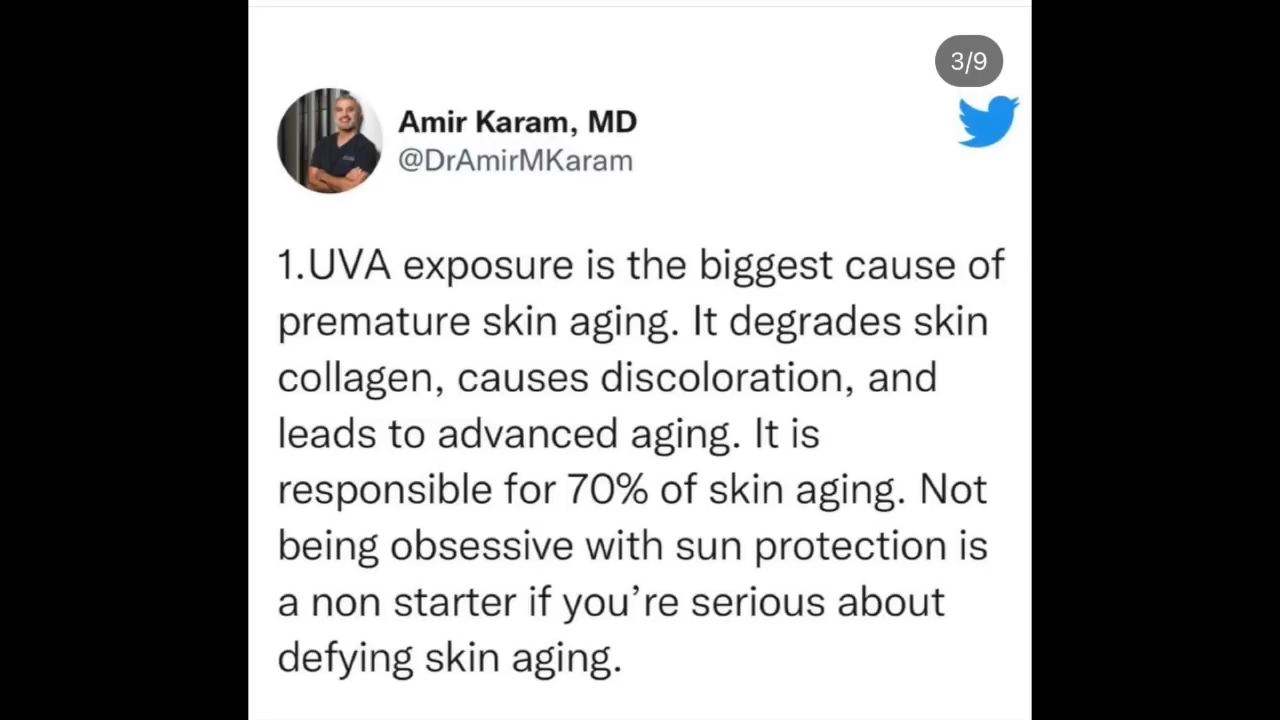 3/9
Amir Karam, MD
@DrAmirMKaram
1.UVA exposure is the biggest cause of
premature skin aging. It degrades skin
collagen, causes discoloration, and
leads to advanced aging. It is
responsible for 70% of skin aging. Not
being obsessive with sun protection is
a non starter if you’re serious about
defying skin aging.